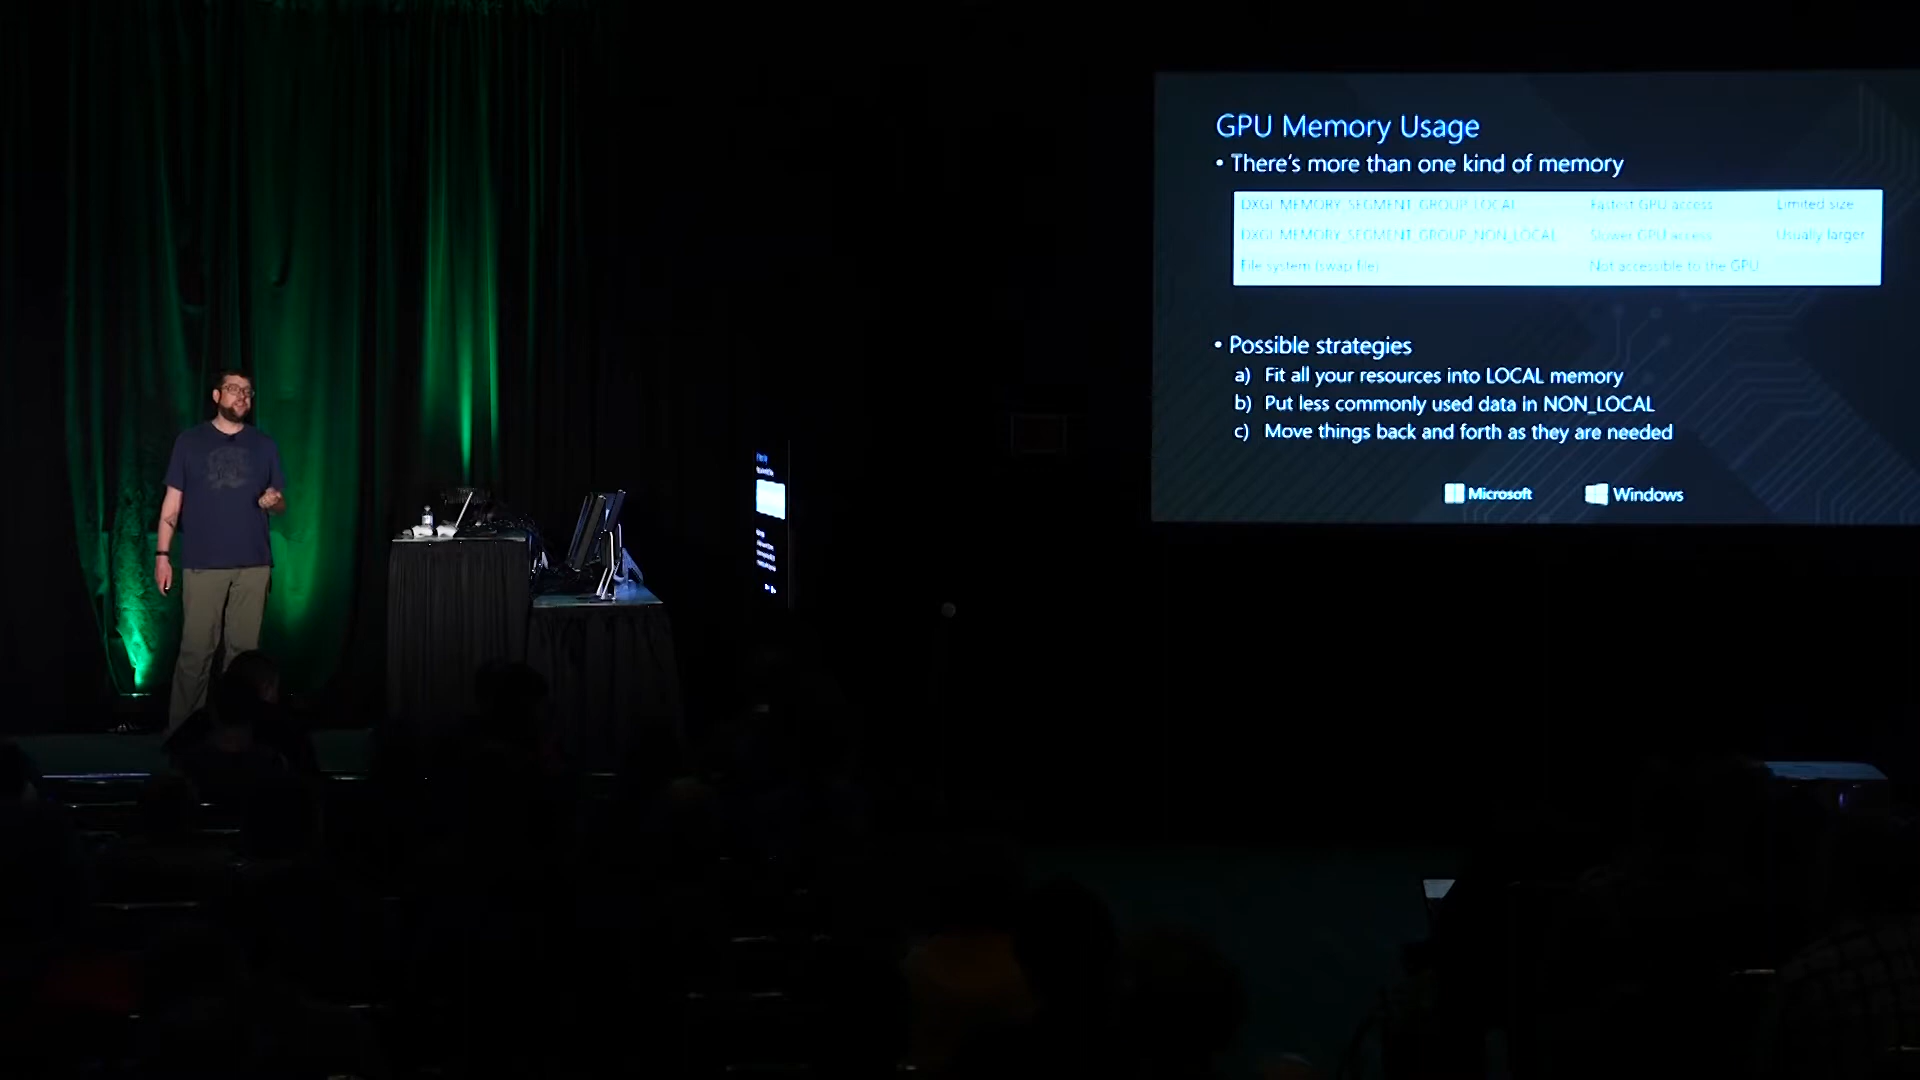 GPU Memory Usage
• There's more than one kind of memory
DXGI_MEMORY_SEGMENT_GROUP_LOCAL Fastest GPU access Limited size
DXGI_MEMORY_SEGMENT_GROUP_NON_LOCAL Slower GPU access Usually larger
File system (swap file) Not accessible to the GPU
• Possible strategies
a) Fit all your resources into LOCAL memory
b) Put less commonly used data in NON_LOCAL
c) Move things back and forth as they are needed
Microsoft Windows